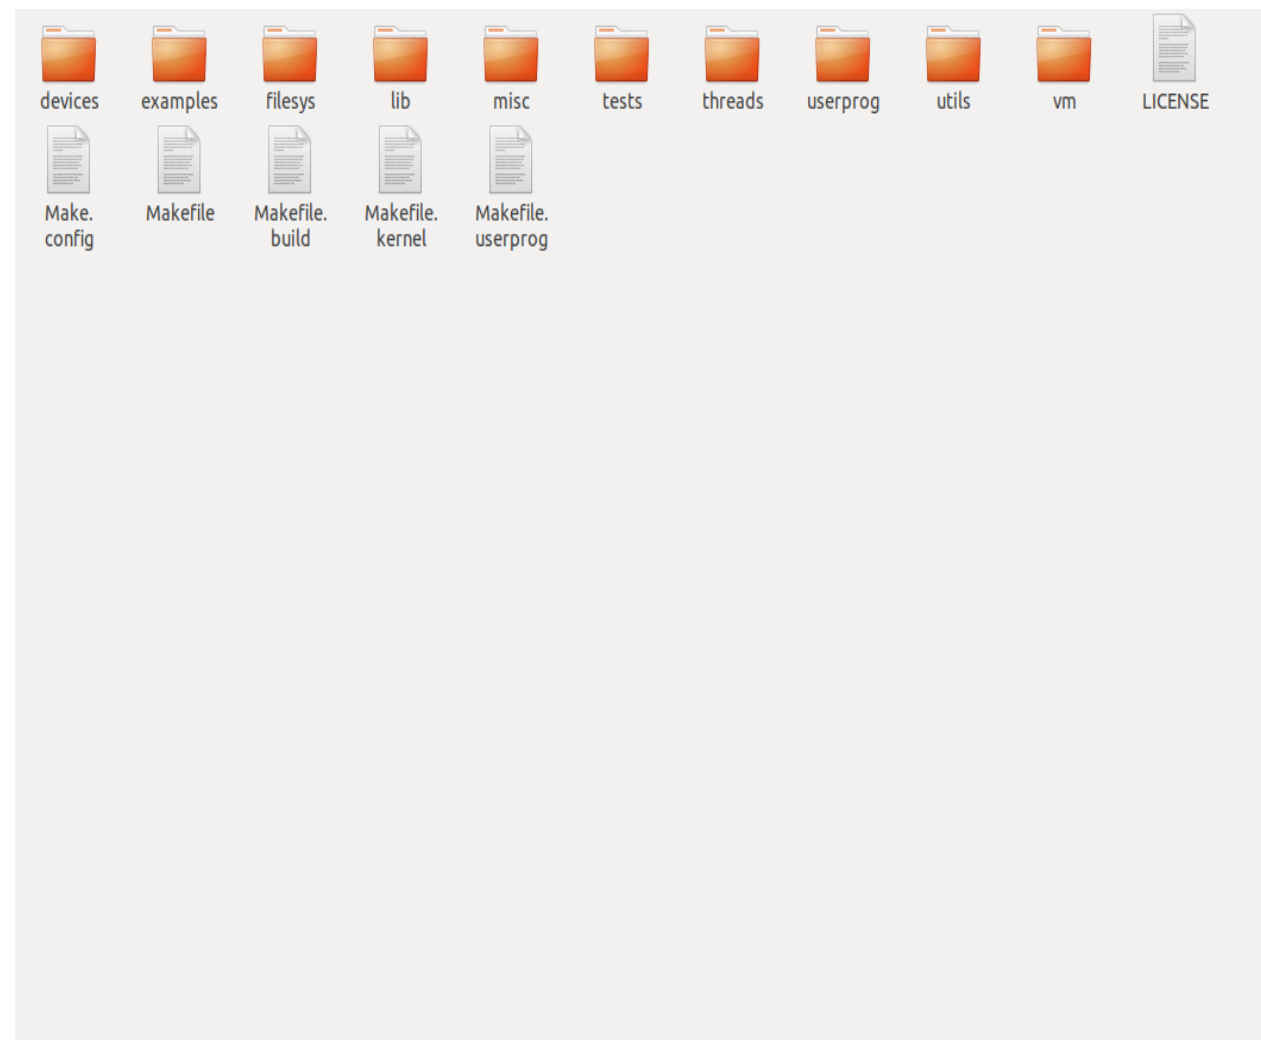 devices examples filesys lib misc tests threads userprog utils vm LICENSE
Make. Makefile Makefile. Makefile. Makefile.
config build kernel userprog